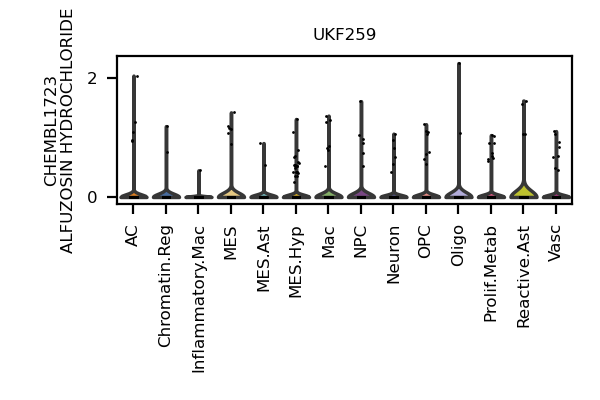 UKF259
CHEMBL1723
ALFUZOSIN HYDROCHLORIDE
2
0
AC
Chromatin.Reg
Inflammatory.Mac
MES
MES.Ast
MES.Hyp
Mac
NPC
Neuron
OPC
Oligo
Prolif.Metab
Reactive.Ast
Vasc